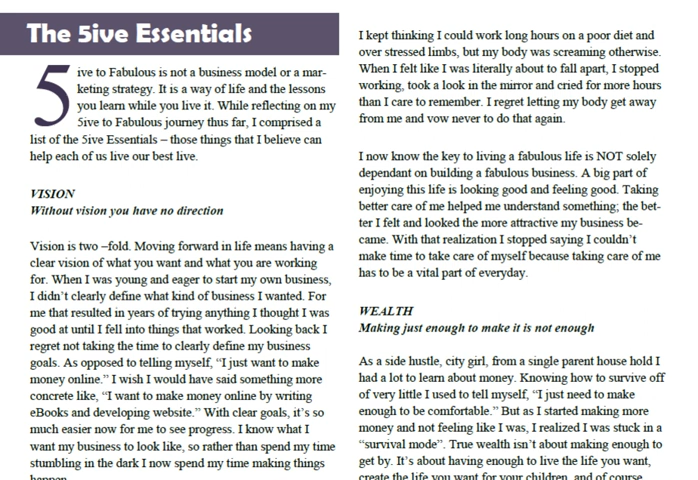 The 5ive Essentials
5ive to Fabulous is not a business model or a mar-
keting strategy. It is a way of life and the lessons
you learn while you live it. While reflecting on my
5ive to Fabulous journey thus far, I comprised a
list of the 5ive Essentials – those things that I believe can
help each of us live our best live.
VISION
Without vision you have no direction
Vision is two –fold. Moving forward in life means having a
clear vision of what you want and what you are working
for. When I was young and eager to start my own business,
I didn’t clearly define what kind of business I wanted. For
me that resulted in years of trying anything I thought I was
good at until I fell into things that worked. Looking back I
regret not taking the time to clearly define my business
goals. As opposed to telling myself, “I just want to make
money online.” I wish I would have said something more
concrete like, “I want to make money online by writing
eBooks and developing website.” With clear goals, it’s so
much easier now for me to see progress. I know what I
want my business to look like, so rather than spend my time
stumbling in the dark I now spend my time making things
happen
I kept thinking I could work long hours on a poor diet and
over stressed limbs, but my body was screaming otherwise.
When I felt like I was literally about to fall apart, I stopped
working, took a look in the mirror and cried for more hours
than I care to remember. I regret letting my body get away
from me and vow never to do that again.
I now know the key to living a fabulous life is NOT solely
dependant on building a fabulous business. A big part of
enjoying this life is looking good and feeling good. Taking
better care of me helped me understand something; the bet-
ter I felt and looked the more attractive my business be-
came. With that realization I stopped saying I couldn’t
make time to take care of myself because taking care of me
has to be a vital part of everyday.
WEALTH
Making just enough to make it is not enough
As a side hustle, city girl, from a single parent house hold I
had a lot to learn about money. Knowing how to survive off
of very little I used to tell myself, “I just need to make
enough to be comfortable.” But as I started making more
money and not feeling like I was, I realized I was stuck in a
“survival mode”. True wealth isn’t about making enough to
get by. It’s about having enough to live the life you want,
create the life you want for your children, and of course